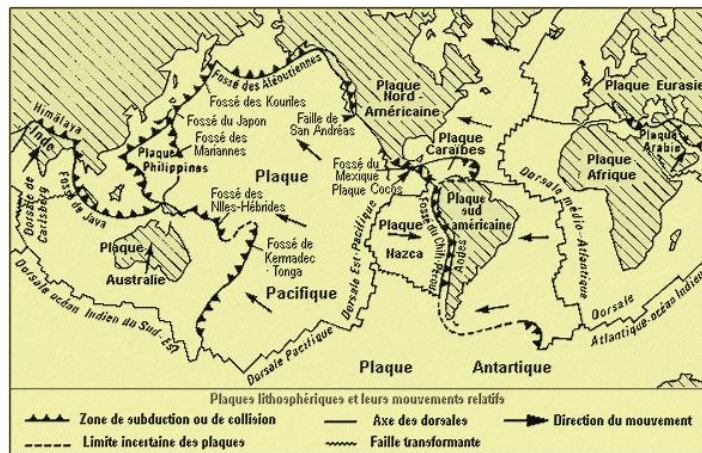 Fossé des Aléoutiennes
Plaque
Nord-
Américaine
Plaque Eurasie
Fossé des Kouriles
Himàlaya
Fossé du Japon
Faille de
San Andréas
Plaque
Caraïbes
Plaque
Arabie
Inde
Fossé des
Mariannes
Plaque
Philippines
Fossé du
Mexique
Plaque Cocos
Plaque
Afrique
Plaque
Dorsale de
Carlsberg
Fossé de Java
Fossé des
Nlles-Hébrides
Plaque
sud
américaine
Dorsale médio-Atlantique
Plaque
Nazca
Fossé du Chili-Pérou
Andes
Plaque
Australie
Fossé de
Kermadec
-Tonga
Dorsale Est-Pacifique
Pacifique
Dorsale océan Indien du Sud-Est
Dorsale Pacifique
Dorsale
Atlantique-océan Indien
Plaque Antartique
Plaques lithosphériques et leurs mouvements relatifs
Zone de subduction ou de collision
Axe des dorsales
Direction du mouvement
Limite incertaine des plaques
Faille transformante